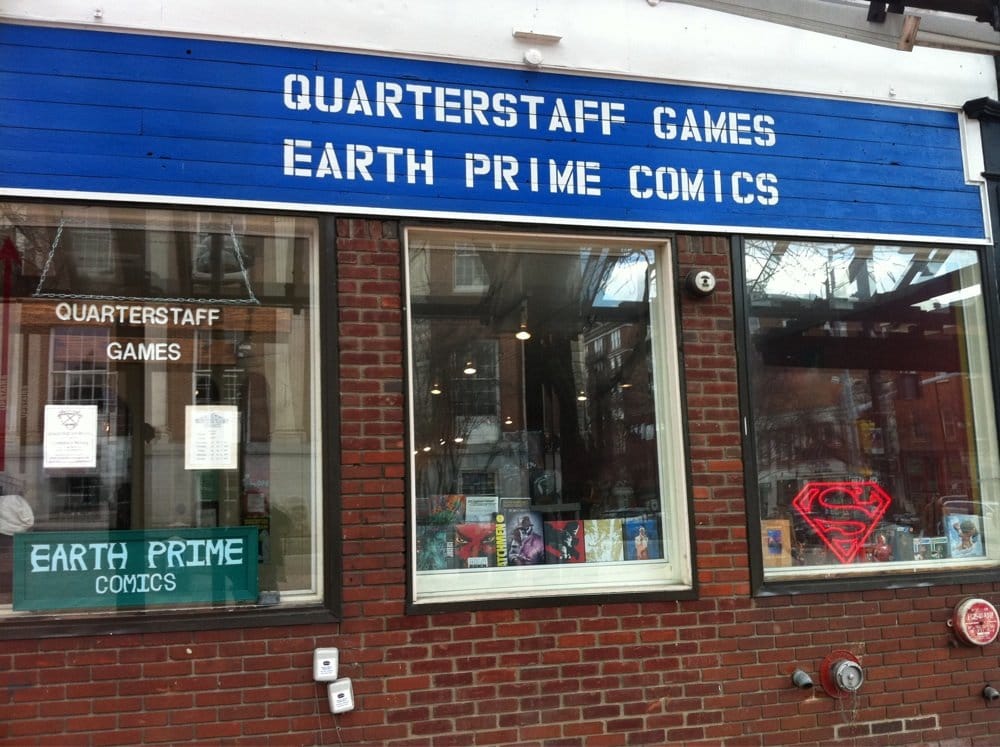 QUARTERSTAFF GAMES
EARTH PRIME COMICS
QUARTERSTAFF
GAMES
EARTH PRIME
COMICS
WATCHMEN
S